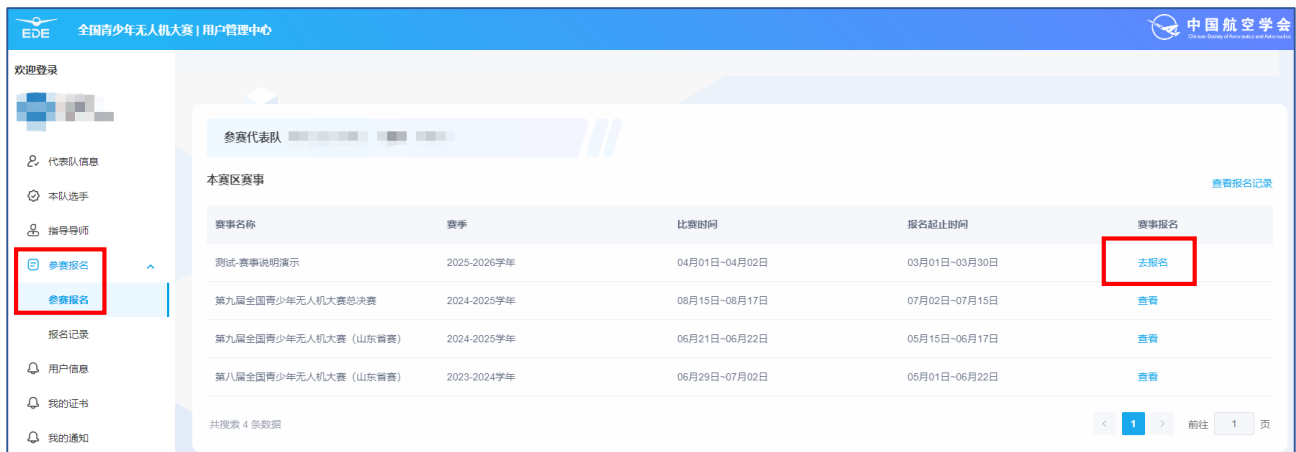 EDE 全国青少年无人机大赛 | 用户管理中心 中国航空学会
Chinese Society of Aeronautics and Astronautics
欢迎登录
参赛代表队
代表队信息
本队选手
指导导师
参赛报名
参赛报名
报名记录
用户信息
我的证书
我的通知
本赛区赛事 查看报名记录
赛事名称 赛季 比赛时间 报名起止时间 赛事报名
测试-赛事说明演示 2025-2026学年 04月01日~04月02日 03月01日~03月30日 去报名
第九届全国青少年无人机大赛总决赛 2024-2025学年 08月15日~08月17日 07月02日~07月15日 查看
第九届全国青少年无人机大赛（山东省赛） 2024-2025学年 06月21日~06月22日 05月15日~06月17日 查看
第八届全国青少年无人机大赛（山东省赛） 2023-2024学年 06月29日~07月02日 05月01日~06月22日 查看
共搜索 4 条数据 < 1 > 前往 1 页